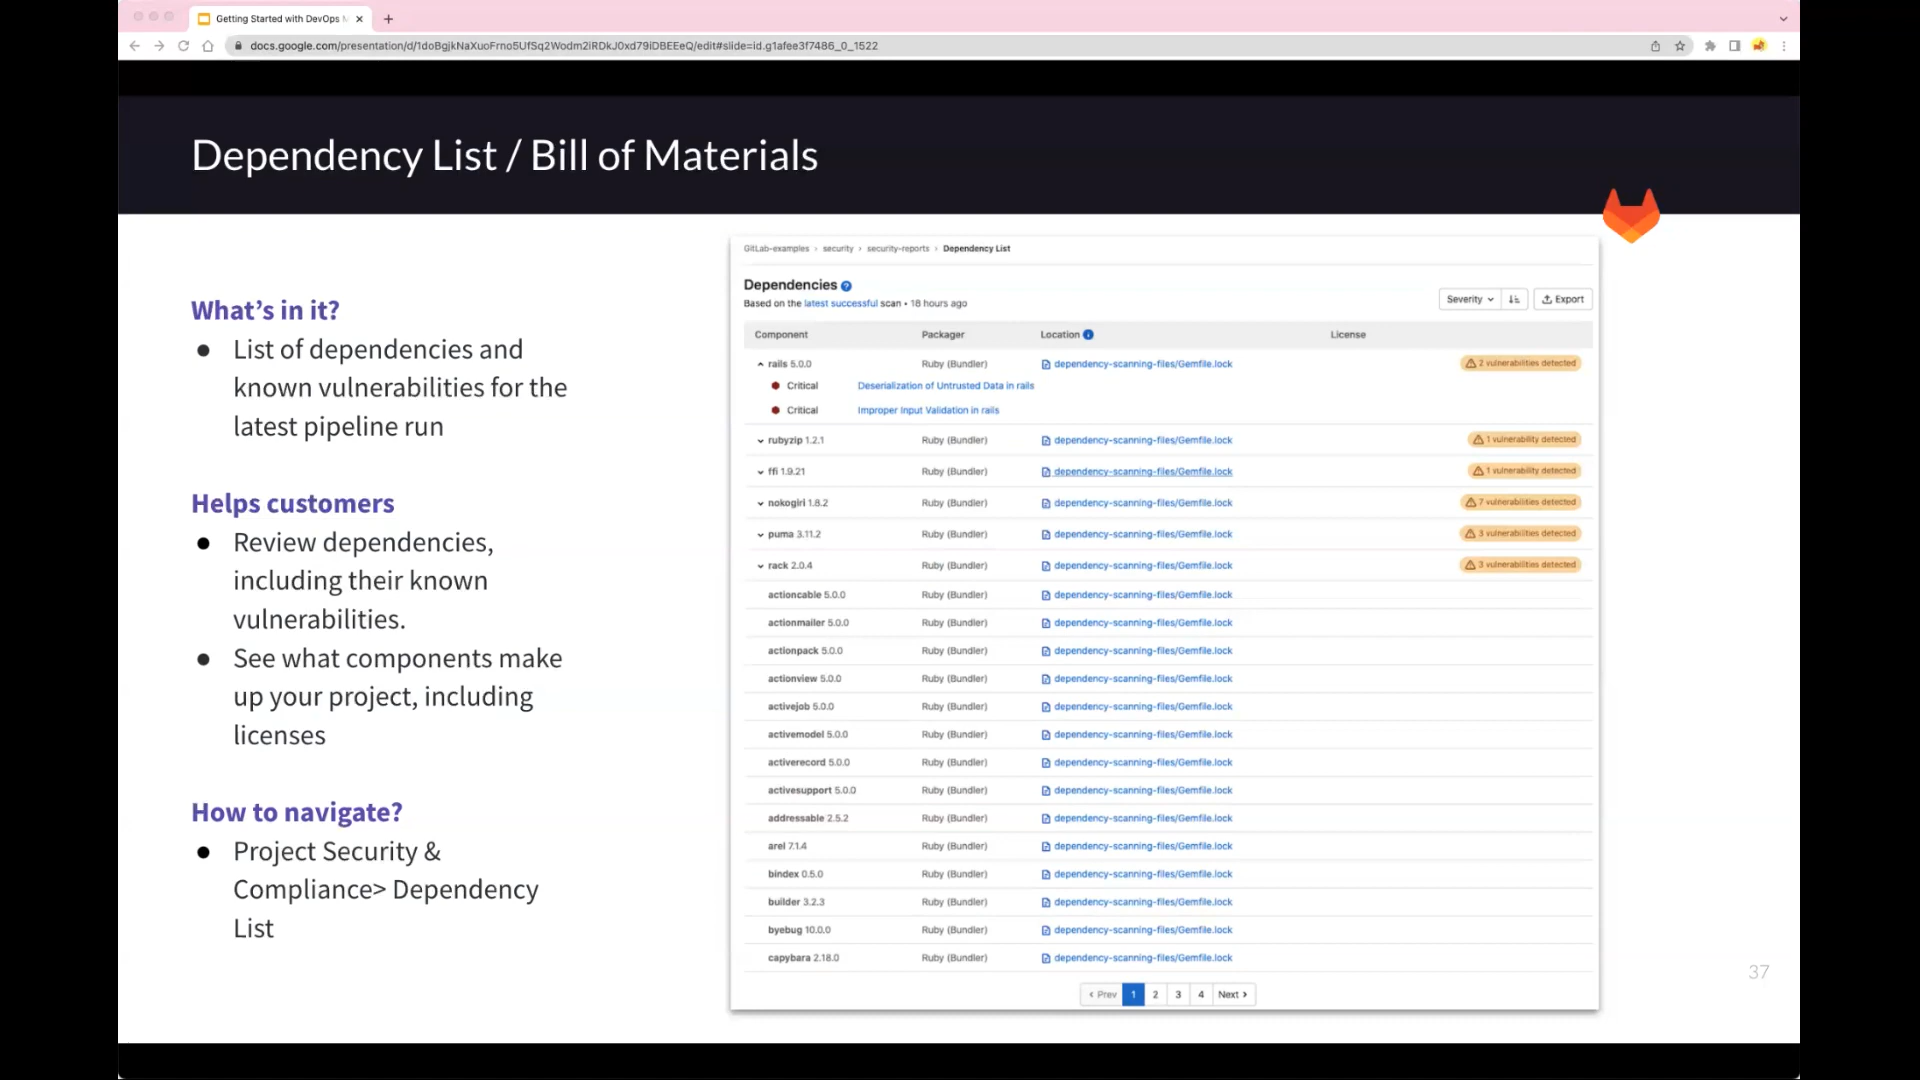 Getting Started with DevOps M
docs.google.com/presentation/d/1doBgjkNaXuoFrno5UfSq2Wodm2iRDkJ0xd79iDBEEeQ/edit#slide=id.g1afee3f7486_0_1522
Dependency List / Bill of Materials
What's in it?
● List of dependencies and
known vulnerabilities for the
latest pipeline run
Helps customers
● Review dependencies,
including their known
vulnerabilities.
● See what components make
up your project, including
licenses
How to navigate?
● Project Security &
Compliance> Dependency
List
GitLab-examples › security › security-reports › Dependency List
Dependencies
Based on the latest successful scan • 18 hours ago
Severity Export
Component Packager Location License
rails 5.0.0 Ruby (Bundler) dependency-scanning-files/Gemfile.lock 2 vulnerabilities detected
Critical Deserialization of Untrusted Data in rails
Critical Improper Input Validation in rails
rubyzip 1.2.1 Ruby (Bundler) dependency-scanning-files/Gemfile.lock 1 vulnerability detected
ffi 1.9.21 Ruby (Bundler) dependency-scanning-files/Gemfile.lock 1 vulnerability detected
nokogiri 1.8.2 Ruby (Bundler) dependency-scanning-files/Gemfile.lock 7 vulnerabilities detected
puma 3.11.2 Ruby (Bundler) dependency-scanning-files/Gemfile.lock 3 vulnerabilities detected
rack 2.0.4 Ruby (Bundler) dependency-scanning-files/Gemfile.lock 3 vulnerabilities detected
actioncable 5.0.0 Ruby (Bundler) dependency-scanning-files/Gemfile.lock
actionmailer 5.0.0 Ruby (Bundler) dependency-scanning-files/Gemfile.lock
actionpack 5.0.0 Ruby (Bundler) dependency-scanning-files/Gemfile.lock
actionview 5.0.0 Ruby (Bundler) dependency-scanning-files/Gemfile.lock
activejob 5.0.0 Ruby (Bundler) dependency-scanning-files/Gemfile.lock
activemodel 5.0.0 Ruby (Bundler) dependency-scanning-files/Gemfile.lock
activerecord 5.0.0 Ruby (Bundler) dependency-scanning-files/Gemfile.lock
activesupport 5.0.0 Ruby (Bundler) dependency-scanning-files/Gemfile.lock
addressable 2.5.2 Ruby (Bundler) dependency-scanning-files/Gemfile.lock
arel 7.1.4 Ruby (Bundler) dependency-scanning-files/Gemfile.lock
bindex 0.5.0 Ruby (Bundler) dependency-scanning-files/Gemfile.lock
builder 3.2.3 Ruby (Bundler) dependency-scanning-files/Gemfile.lock
byebug 10.0.0 Ruby (Bundler) dependency-scanning-files/Gemfile.lock
capybara 2.18.0 Ruby (Bundler) dependency-scanning-files/Gemfile.lock
‹ Prev 1 2 3 4 Next ›
37